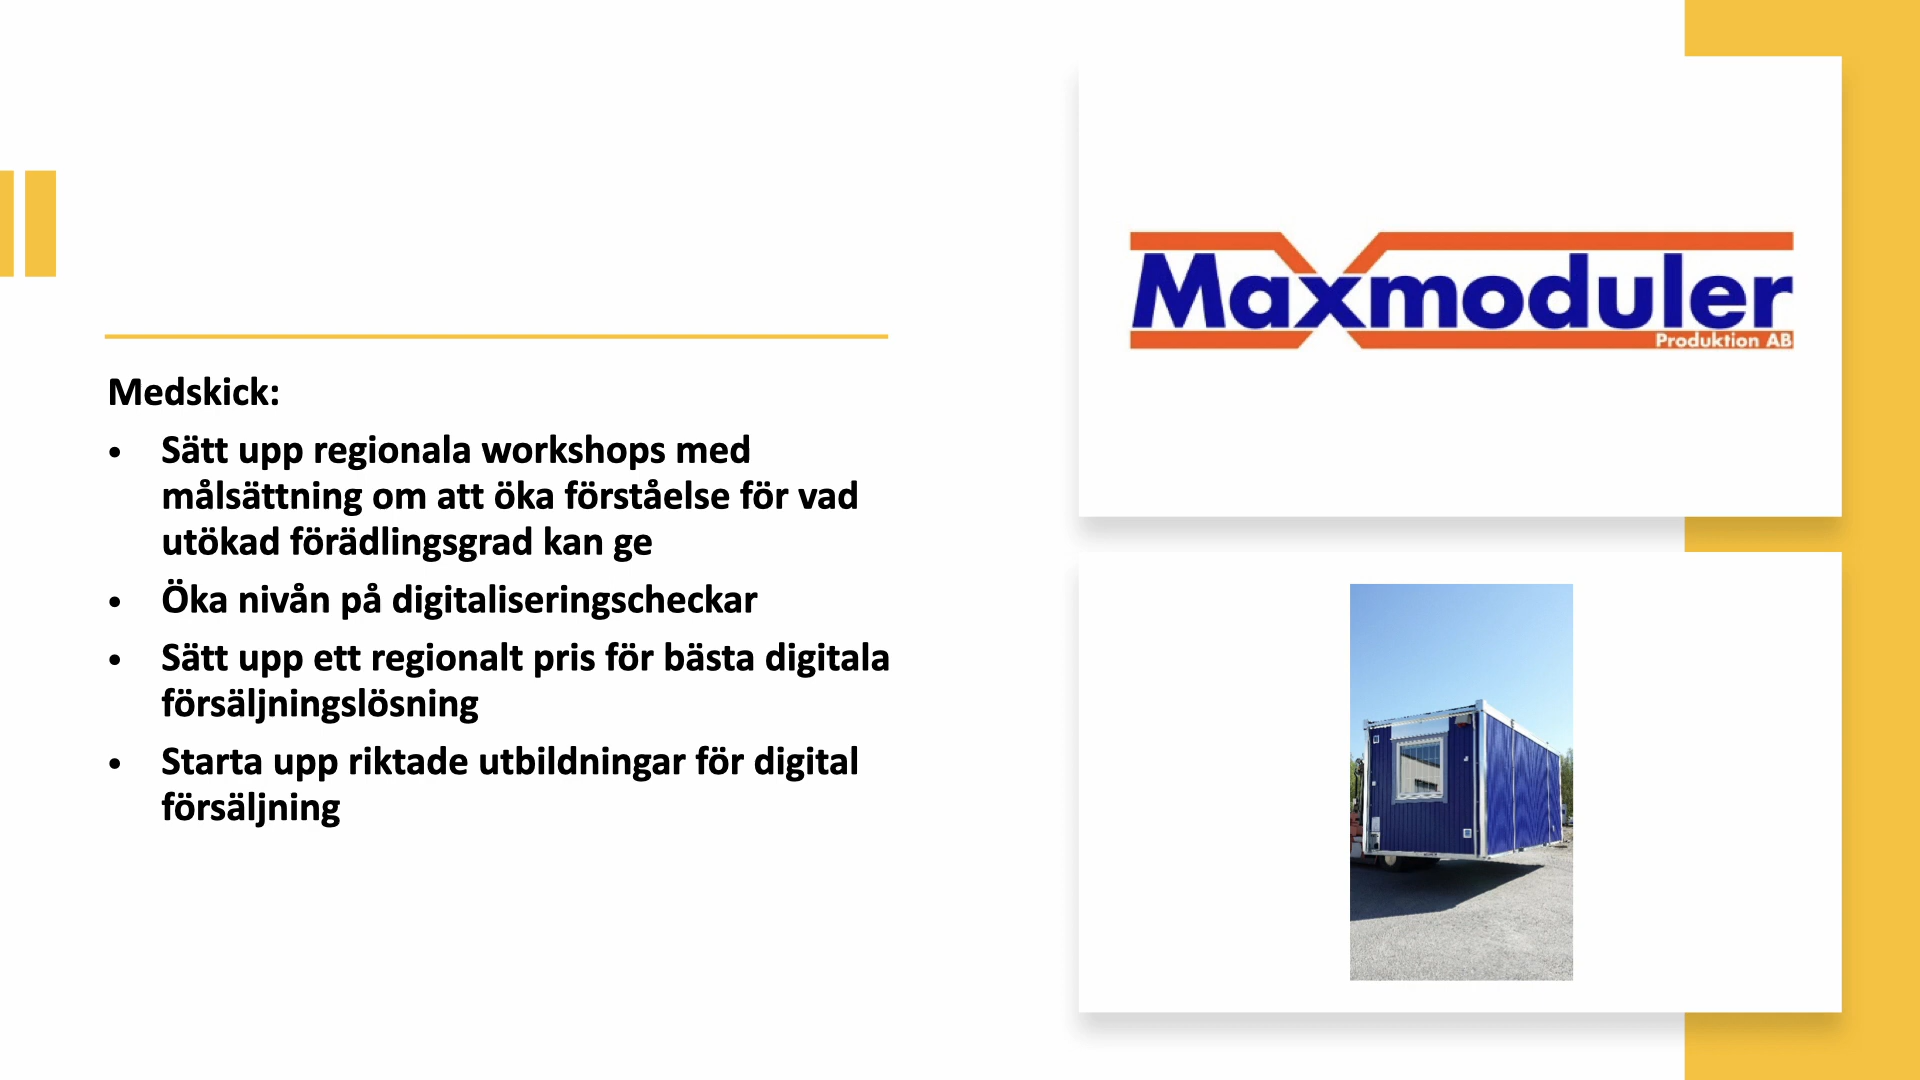 Medskick:
• Sätt upp regionala workshops med
målsättning om att öka förståelse för vad
utökad förädlingsgrad kan ge
• Öka nivån på digitaliseringscheckar
• Sätt upp ett regionalt pris för bästa digitala
försäljningslösning
• Starta upp riktade utbildningar för digital
försäljning
Maxmoduler
Produktion AB